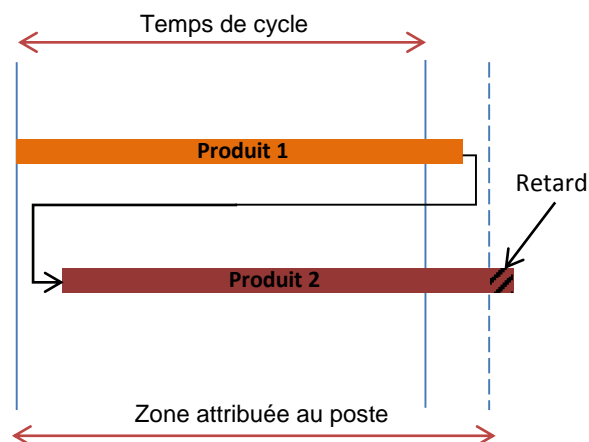 Temps de cycle
Produit 1
Retard
Produit 2
Zone attribuée au poste